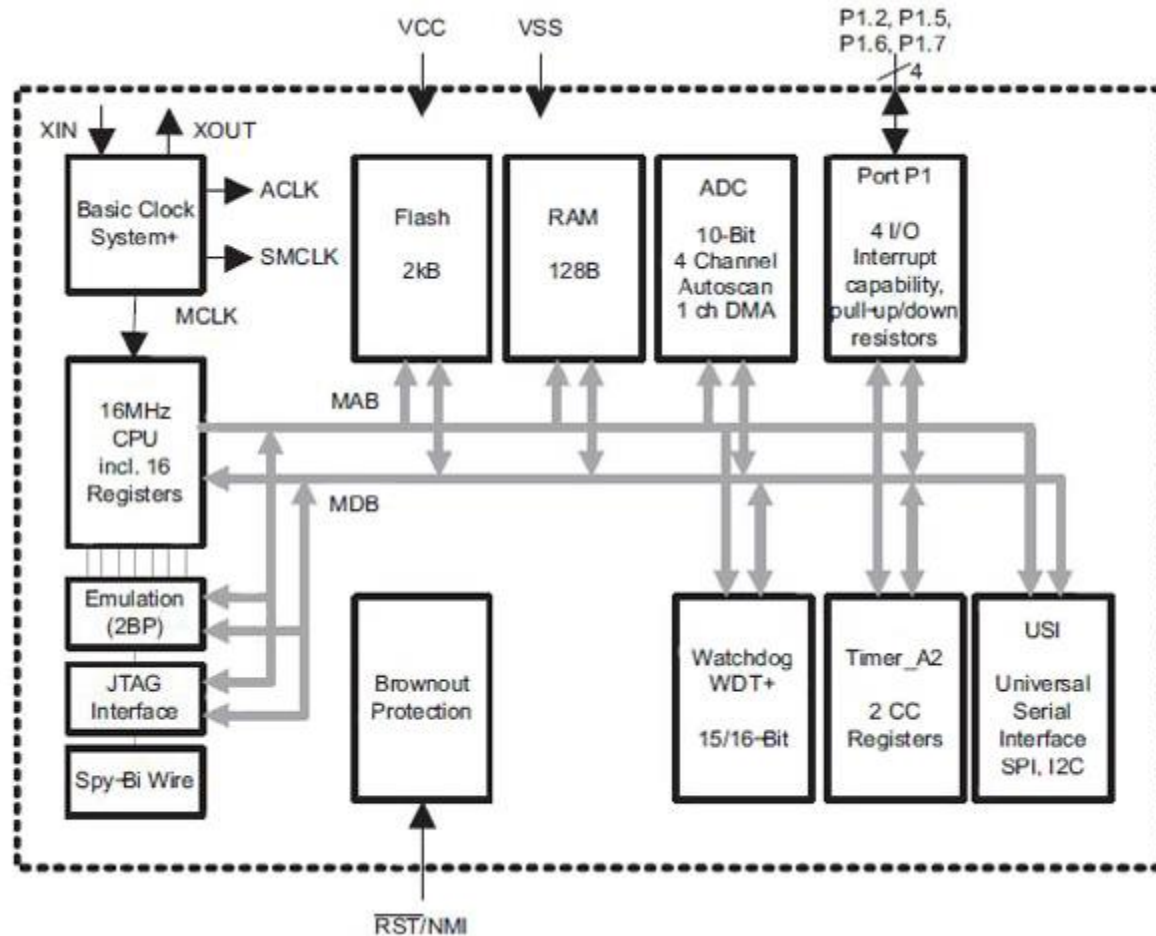 VCC
VSS
P1.2, P1.5,
P1.6, P1.7
4
XIN
XOUT
Basic Clock
System+
ACLK
SMCLK
MCLK
Flash
2kB
RAM
128B
ADC
10-Bit
4 Channel
Autoscan
1 ch DMA
Port P1
4 I/O
Interrupt
capability,
pull-up/down
resistors
16MHz
CPU
incl. 16
Registers
MAB
MDB
Emulation
(2BP)
JTAG
Interface
Spy-Bi Wire
Brownout
Protection
Watchdog
WDT+
15/16-Bit
Timer_A2
2 CC
Registers
USI
Universal
Serial
Interface
SPI, I2C
RST/NMI